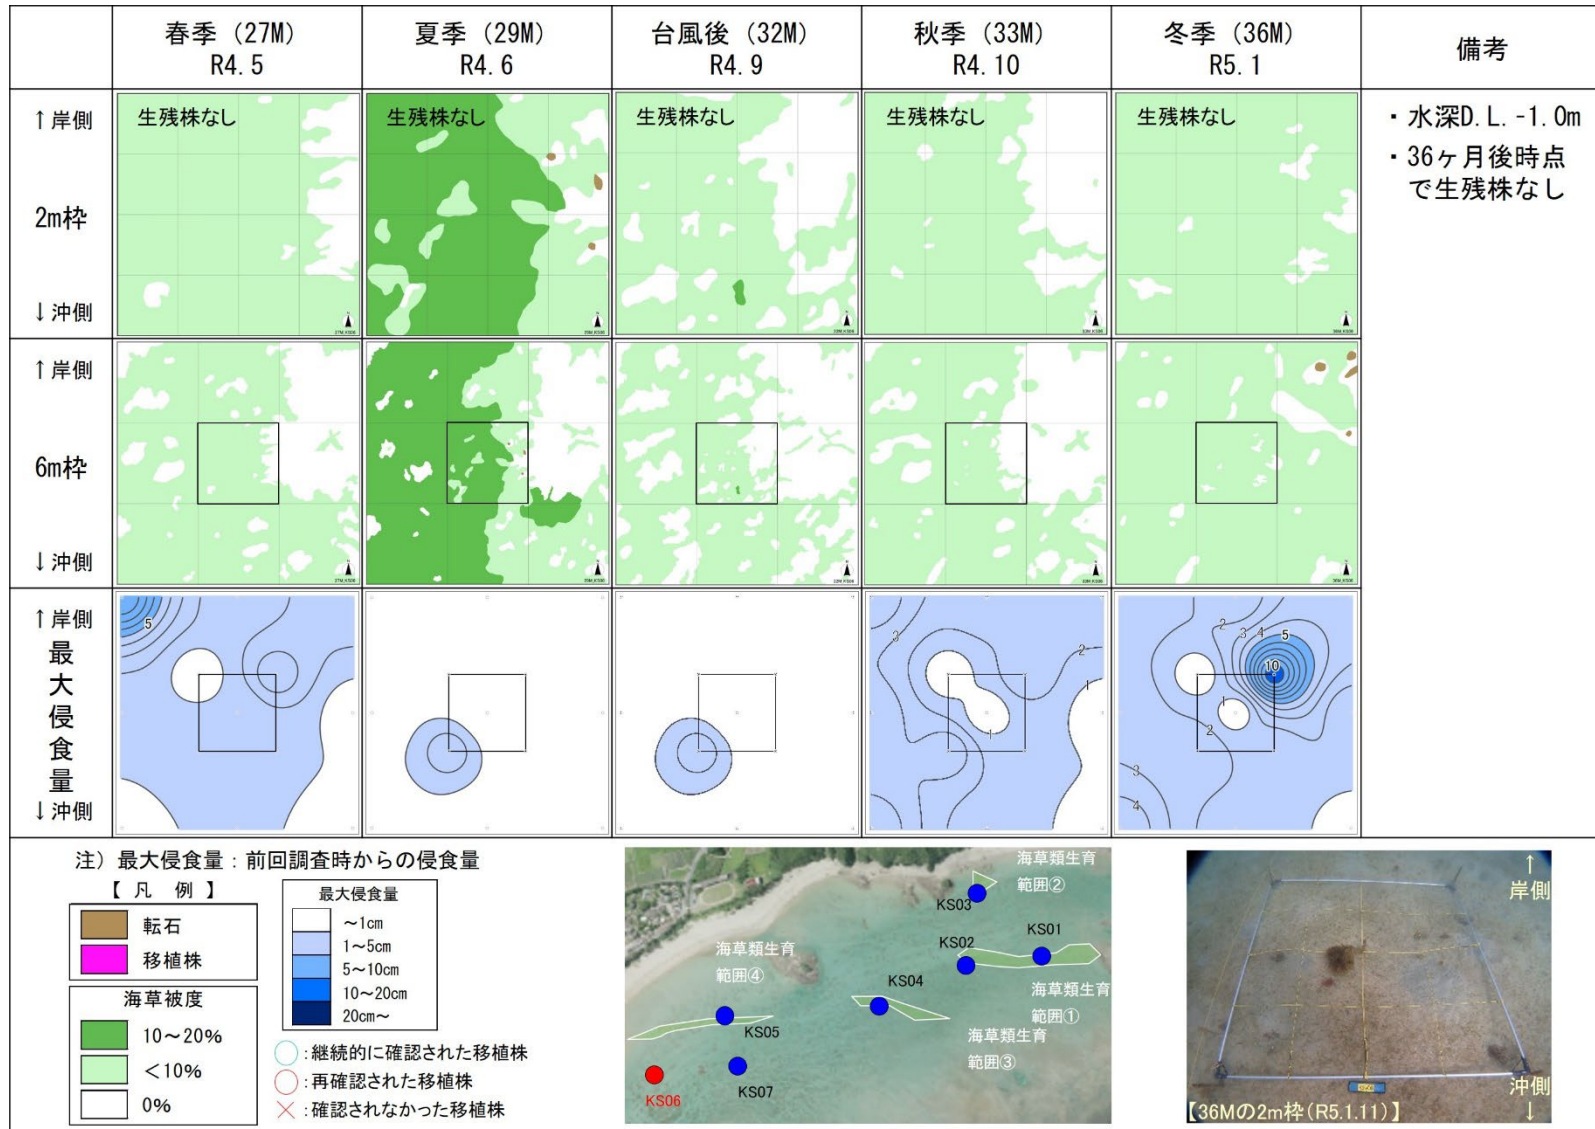 春季（27M）
R4.5
夏季（29M）
R4.6
台風後（32M）
R4.9
秋季（33M）
R4.10
冬季（36M）
R5.1
備考
↑岸側
2m枠
↓沖側
生残株なし
生残株なし
生残株なし
生残株なし
生残株なし
・水深D.L.-1.0m
・36ヶ月後時点
で生残株なし
↑岸側
6m枠
↓沖側
↑岸側
最大侵食量
↓沖側
5
3
2
1
1
2
3
4
5
10
1
2
3
4
注）最大侵食量：前回調査時からの侵食量
【凡例】
転石
移植株
海草被度
10～20%
＜10%
0%
最大侵食量
～1cm
1～5cm
5～10cm
10～20cm
20cm～
○:継続的に確認された移植株
○:再確認された移植株
×:確認されなかった移植株
海草類生育
範囲②
KS03
KS02
KS01
海草類生育
範囲④
KS04
海草類生育
範囲①
KS05
海草類生育
範囲③
KS07
KS06
↑
岸側
沖側
↓
【36Mの2m枠(R5.1.11)】